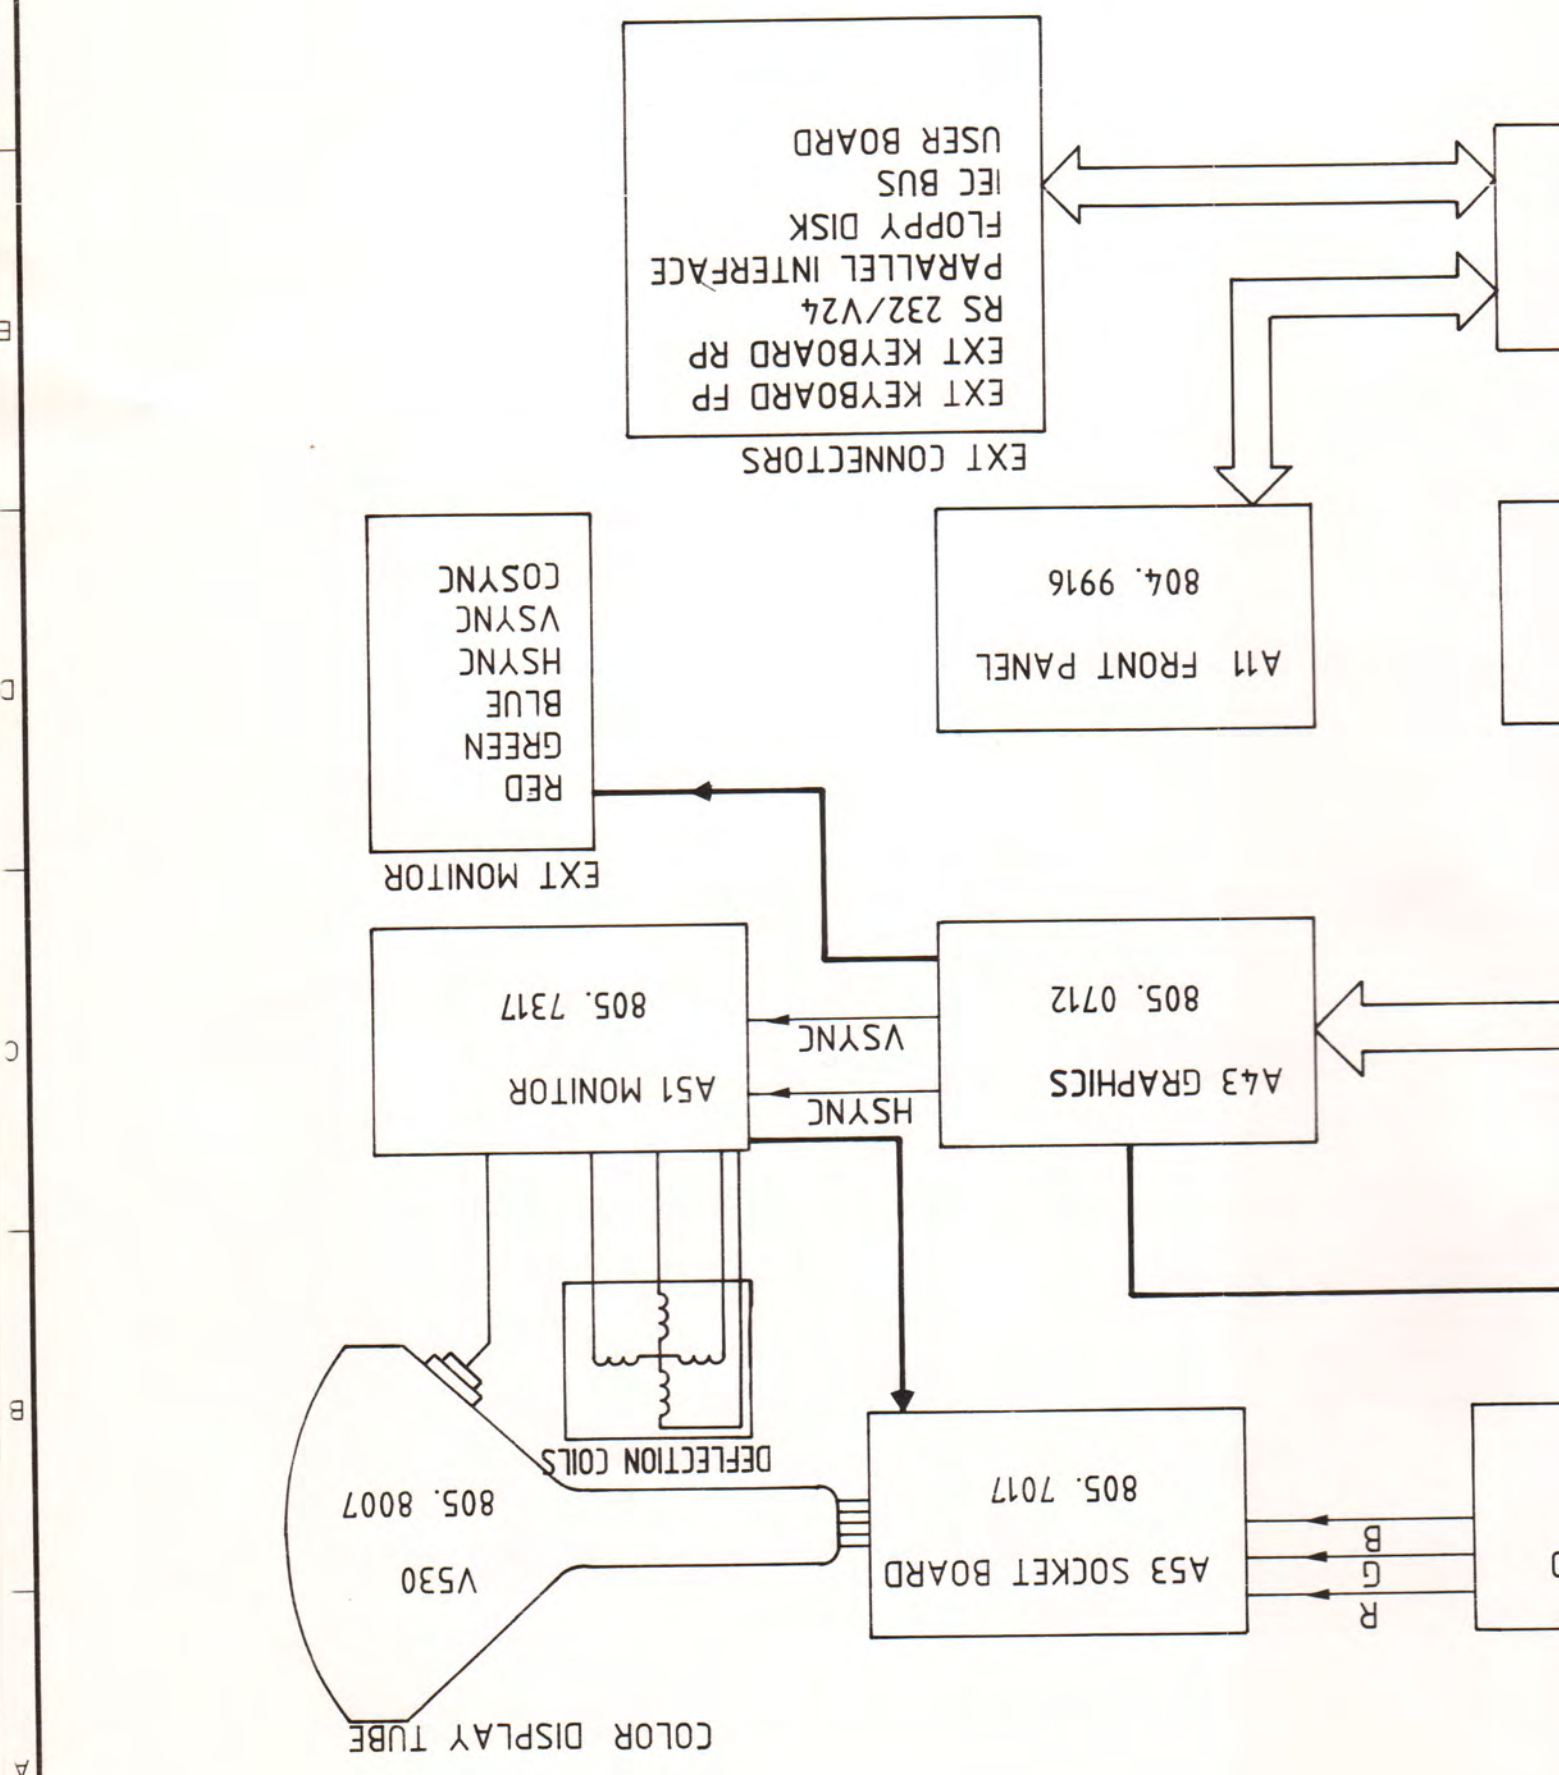 COLOR DISPLAY TUBE
V530
805. 8007
R
G
B
A53 SOCKET BOARD
805. 7017
DEFLECTION COILS
A43 GRAPHICS
805. 0712
HSYNC
VSYNC
A51 MONITOR
805. 7317
EXT MONITOR
RED
GREEN
BLUE
HSYNC
VSYNC
COSYNC
A11 FRONT PANEL
804. 9916
EXT CONNECTORS
EXT KEYBOARD FP
EXT KEYBOARD RP
RS 232/V24
PARALLEL INTERFACE
FLOPPY DISK
IEC BUS
USER BOARD
A
B
C
D
E